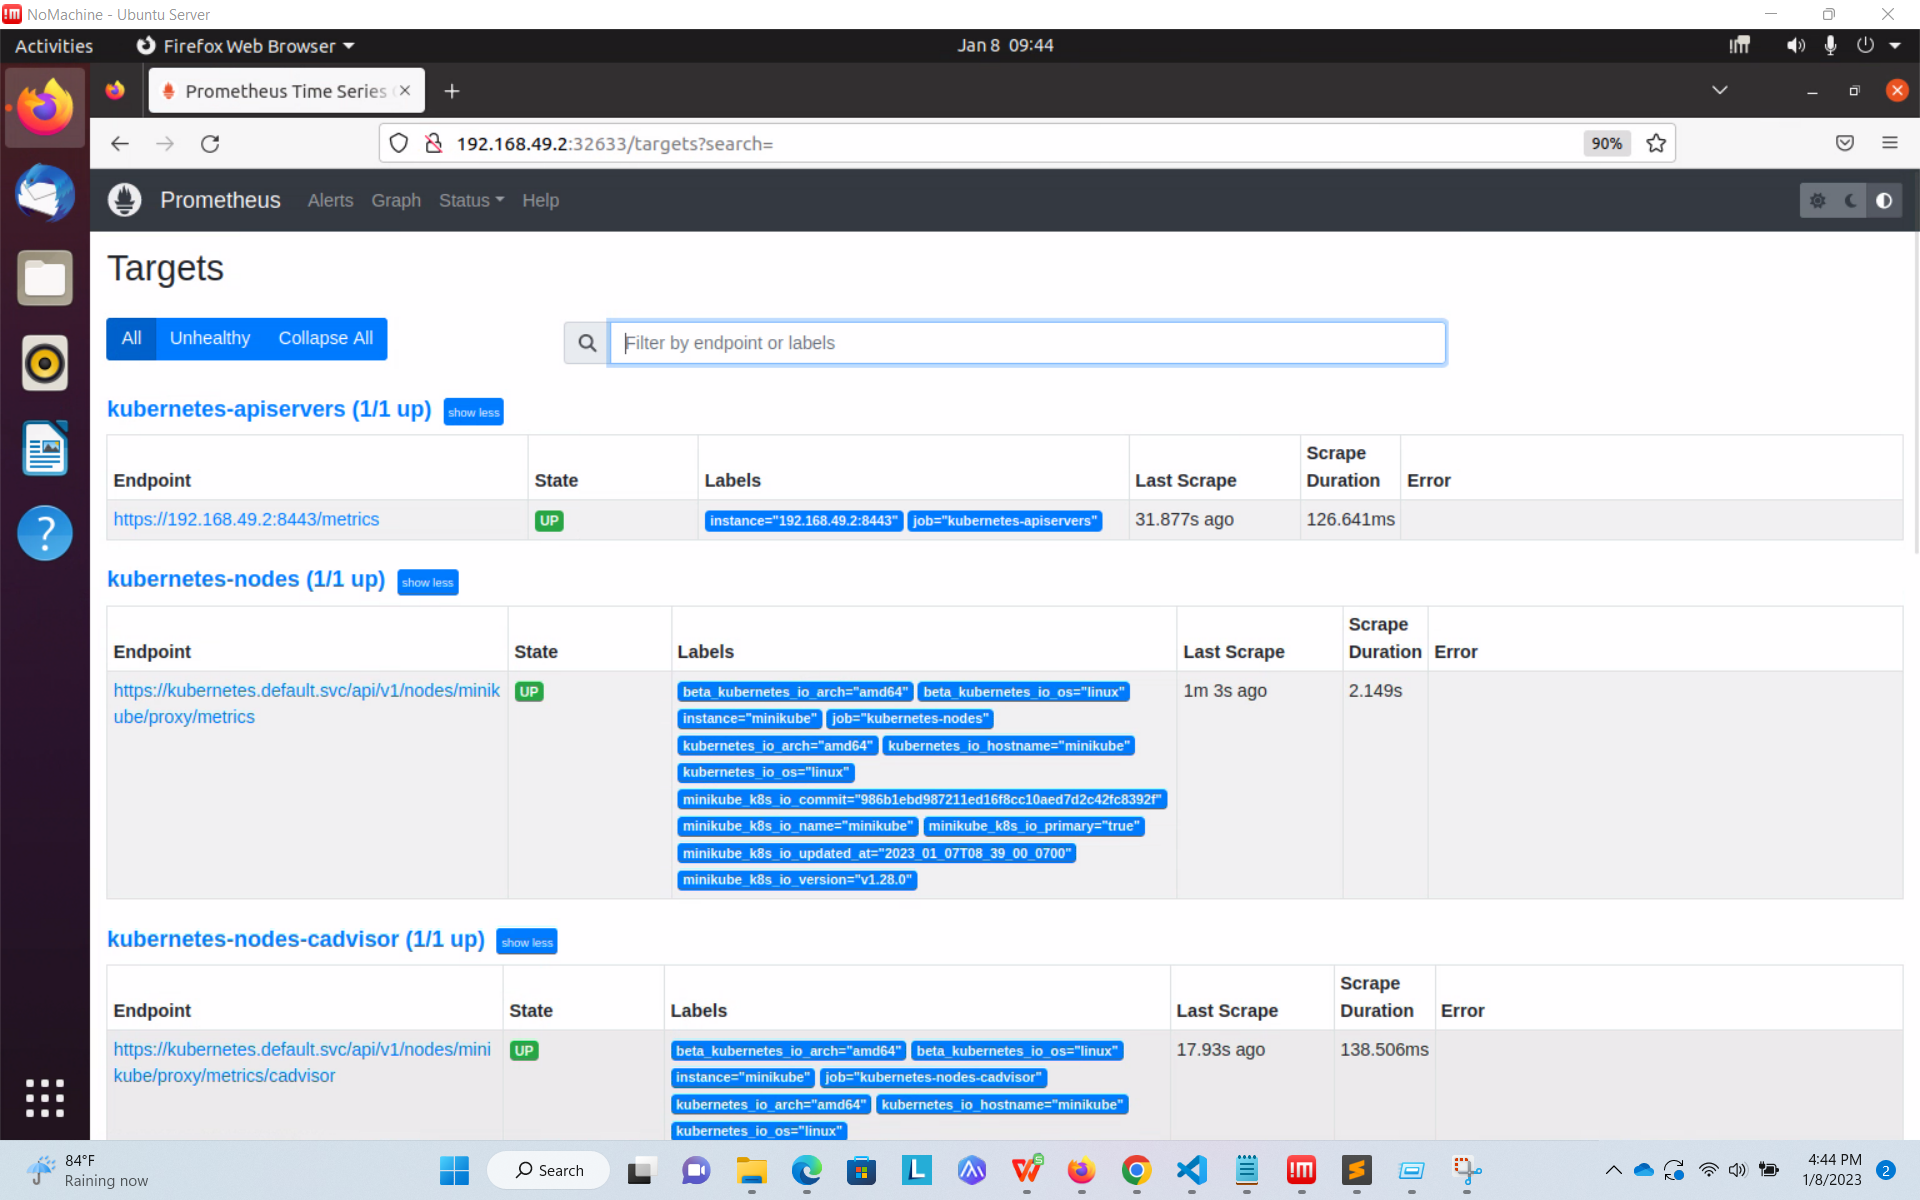 NoMachine - Ubuntu Server
Activities
Firefox Web Browser
Jan 8 09:44
Prometheus Time Series
192.168.49.2:32633/targets?search=
90%
Prometheus
Alerts
Graph
Status
Help
Targets
All
Unhealthy
Collapse All
Filter by endpoint or labels
kubernetes-apiservers (1/1 up)
show less
Endpoint
State
Labels
Last Scrape
Scrape
Duration
Error
https://192.168.49.2:8443/metrics
UP
instance="192.168.49.2:8443" job="kubernetes-apiservers"
31.877s ago
126.641ms
kubernetes-nodes (1/1 up)
show less
Endpoint
State
Labels
Last Scrape
Scrape
Duration
Error
https://kubernetes.default.svc/api/v1/nodes/minik
ube/proxy/metrics
UP
beta_kubernetes_io_arch="amd64" beta_kubernetes_io_os="linux"
instance="minikube" job="kubernetes-nodes"
kubernetes_io_arch="amd64" kubernetes_io_hostname="minikube"
kubernetes_io_os="linux"
minikube_k8s_io_commit="986b1ebd987211ed16f8cc10aed7d2c42fc8392f"
minikube_k8s_io_name="minikube" minikube_k8s_io_primary="true"
minikube_k8s_io_updated_at="2023_01_07T08_39_00_0700"
minikube_k8s_io_version="v1.28.0"
1m 3s ago
2.149s
kubernetes-nodes-cadvisor (1/1 up)
show less
Endpoint
State
Labels
Last Scrape
Scrape
Duration
Error
https://kubernetes.default.svc/api/v1/nodes/mini
kube/proxy/metrics/cadvisor
UP
beta_kubernetes_io_arch="amd64" beta_kubernetes_io_os="linux"
instance="minikube" job="kubernetes-nodes-cadvisor"
kubernetes_io_arch="amd64" kubernetes_io_hostname="minikube"
kubernetes_io_os="linux"
17.93s ago
138.506ms
84°F
Raining now
Search
4:44 PM
1/8/2023
2